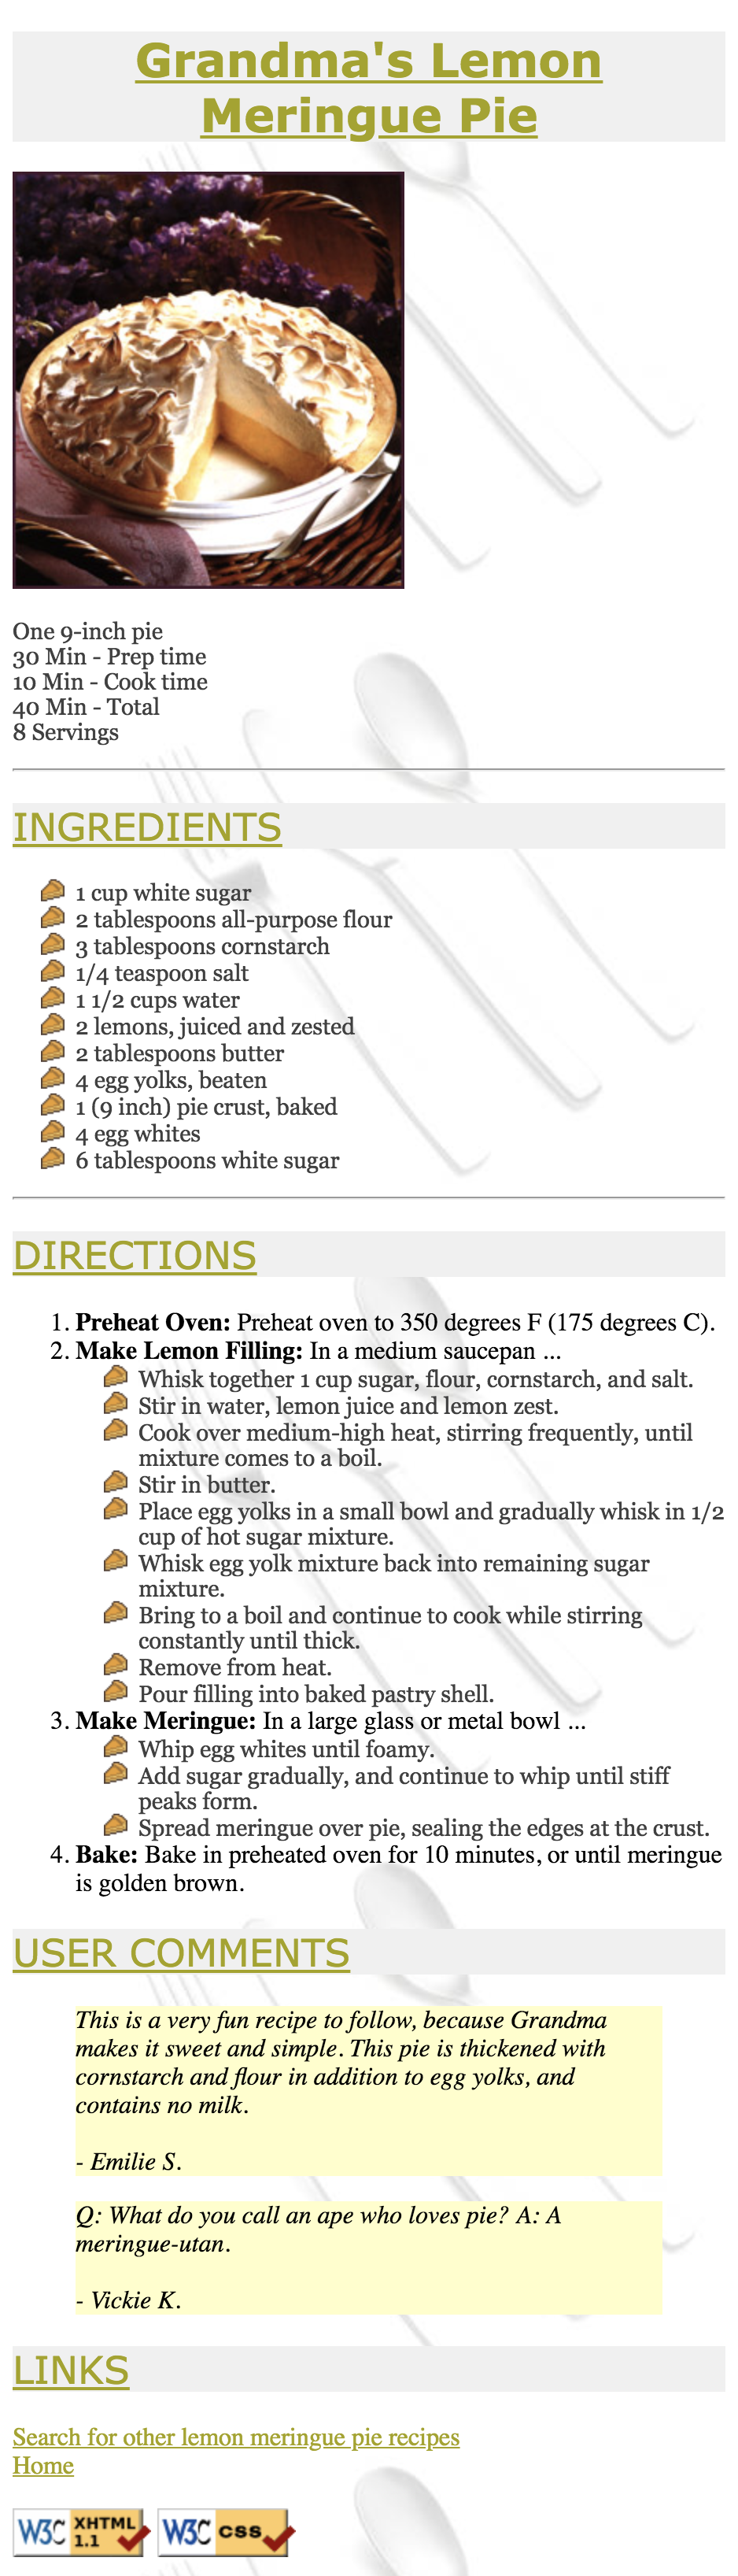 Grandma's Lemon
Meringue Pie
One 9-inch pie
30 Min - Prep time
10 Min - Cook time
40 Min - Total
8 Servings
INGREDIENTS
1 cup white sugar
2 tablespoons all-purpose flour
3 tablespoons cornstarch
1/4 teaspoon salt
1 1/2 cups water
2 lemons, juiced and zested
2 tablespoons butter
4 egg yolks, beaten
1 (9 inch) pie crust, baked
4 egg whites
6 tablespoons white sugar
DIRECTIONS
1. Preheat Oven: Preheat oven to 350 degrees F (175 degrees C).
2. Make Lemon Filling: In a medium saucepan ...
Whisk together 1 cup sugar, flour, cornstarch, and salt.
Stir in water, lemon juice and lemon zest.
Cook over medium-high heat, stirring frequently, until
mixture comes to a boil.
Stir in butter.
Place egg yolks in a small bowl and gradually whisk in 1/2
cup of hot sugar mixture.
Whisk egg yolk mixture back into remaining sugar
mixture.
Bring to a boil and continue to cook while stirring
constantly until thick.
Remove from heat.
Pour filling into baked pastry shell.
3. Make Meringue: In a large glass or metal bowl ...
Whip egg whites until foamy.
Add sugar gradually, and continue to whip until stiff
peaks form.
Spread meringue over pie, sealing the edges at the crust.
4. Bake: Bake in preheated oven for 10 minutes, or until meringue
is golden brown.
USER COMMENTS
This is a very fun recipe to follow, because Grandma
makes it sweet and simple. This pie is thickened with
cornstarch and flour in addition to egg yolks, and
contains no milk.
- Emilie S.
Q: What do you call an ape who loves pie? A: A
meringue-utan.
- Vickie K.
LINKS
Search for other lemon meringue pie recipes
Home
W3C XHTML 1.1 W3C CSS